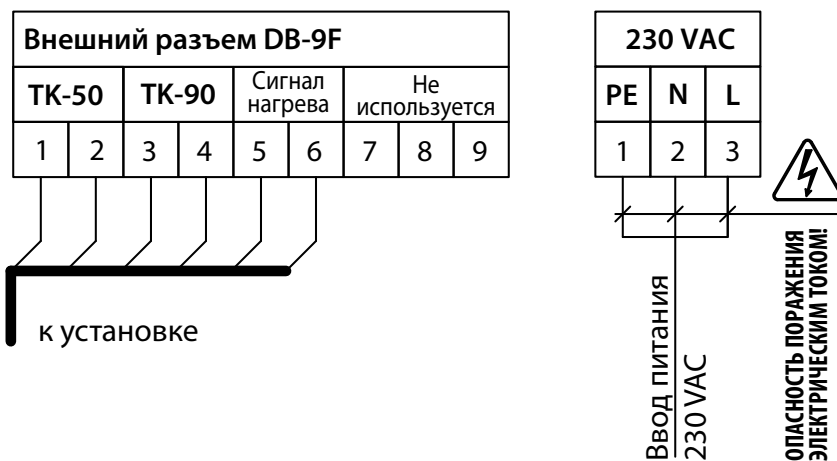 Внешний разъем DB-9F
ТК-50 ТК-90 Сигнал нагрева Не используется
1 2 3 4 5 6 7 8 9
к установке
230 VAC
PE N L
1 2 3
Ввод питания
230 VAC
ОПАСНОСТЬ ПОРАЖЕНИЯ
ЭЛЕКТРИЧЕСКИМ ТОКОМ!